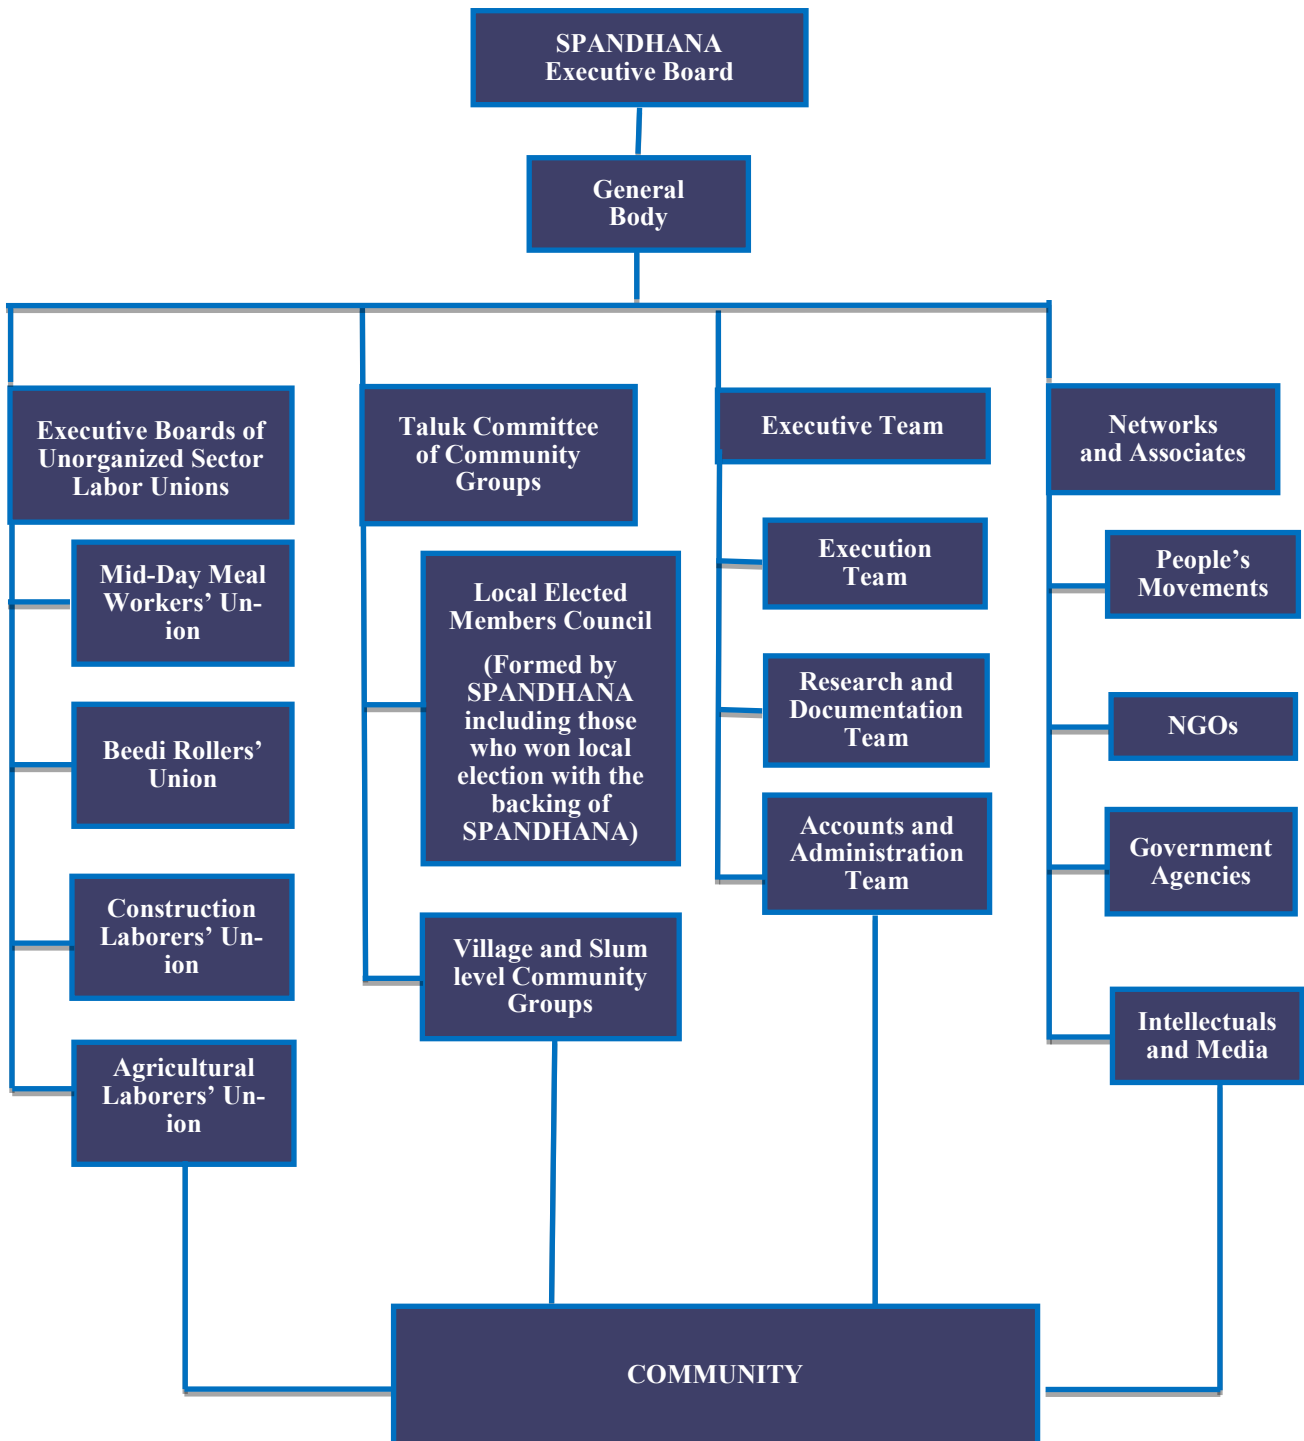 SPANDHANA
Executive Board
General
Body
Executive Boards of
Unorganized Sector
Labor Unions
Mid-Day Meal
Workers’ Un-
ion
Beedi Rollers’
Union
Construction
Laborers’ Un-
ion
Agricultural
Laborers’ Un-
ion
Taluk Committee
of Community
Groups
Local Elected
Members Council
(Formed by
SPANDHANA
including those
who won local
election with the
backing of
SPANDHANA)
Village and Slum
level Community
Groups
Executive Team
Execution
Team
Research and
Documentation
Team
Accounts and
Administration
Team
Networks
and Associates
People’s
Movements
NGOs
Government
Agencies
Intellectuals
and Media
COMMUNITY